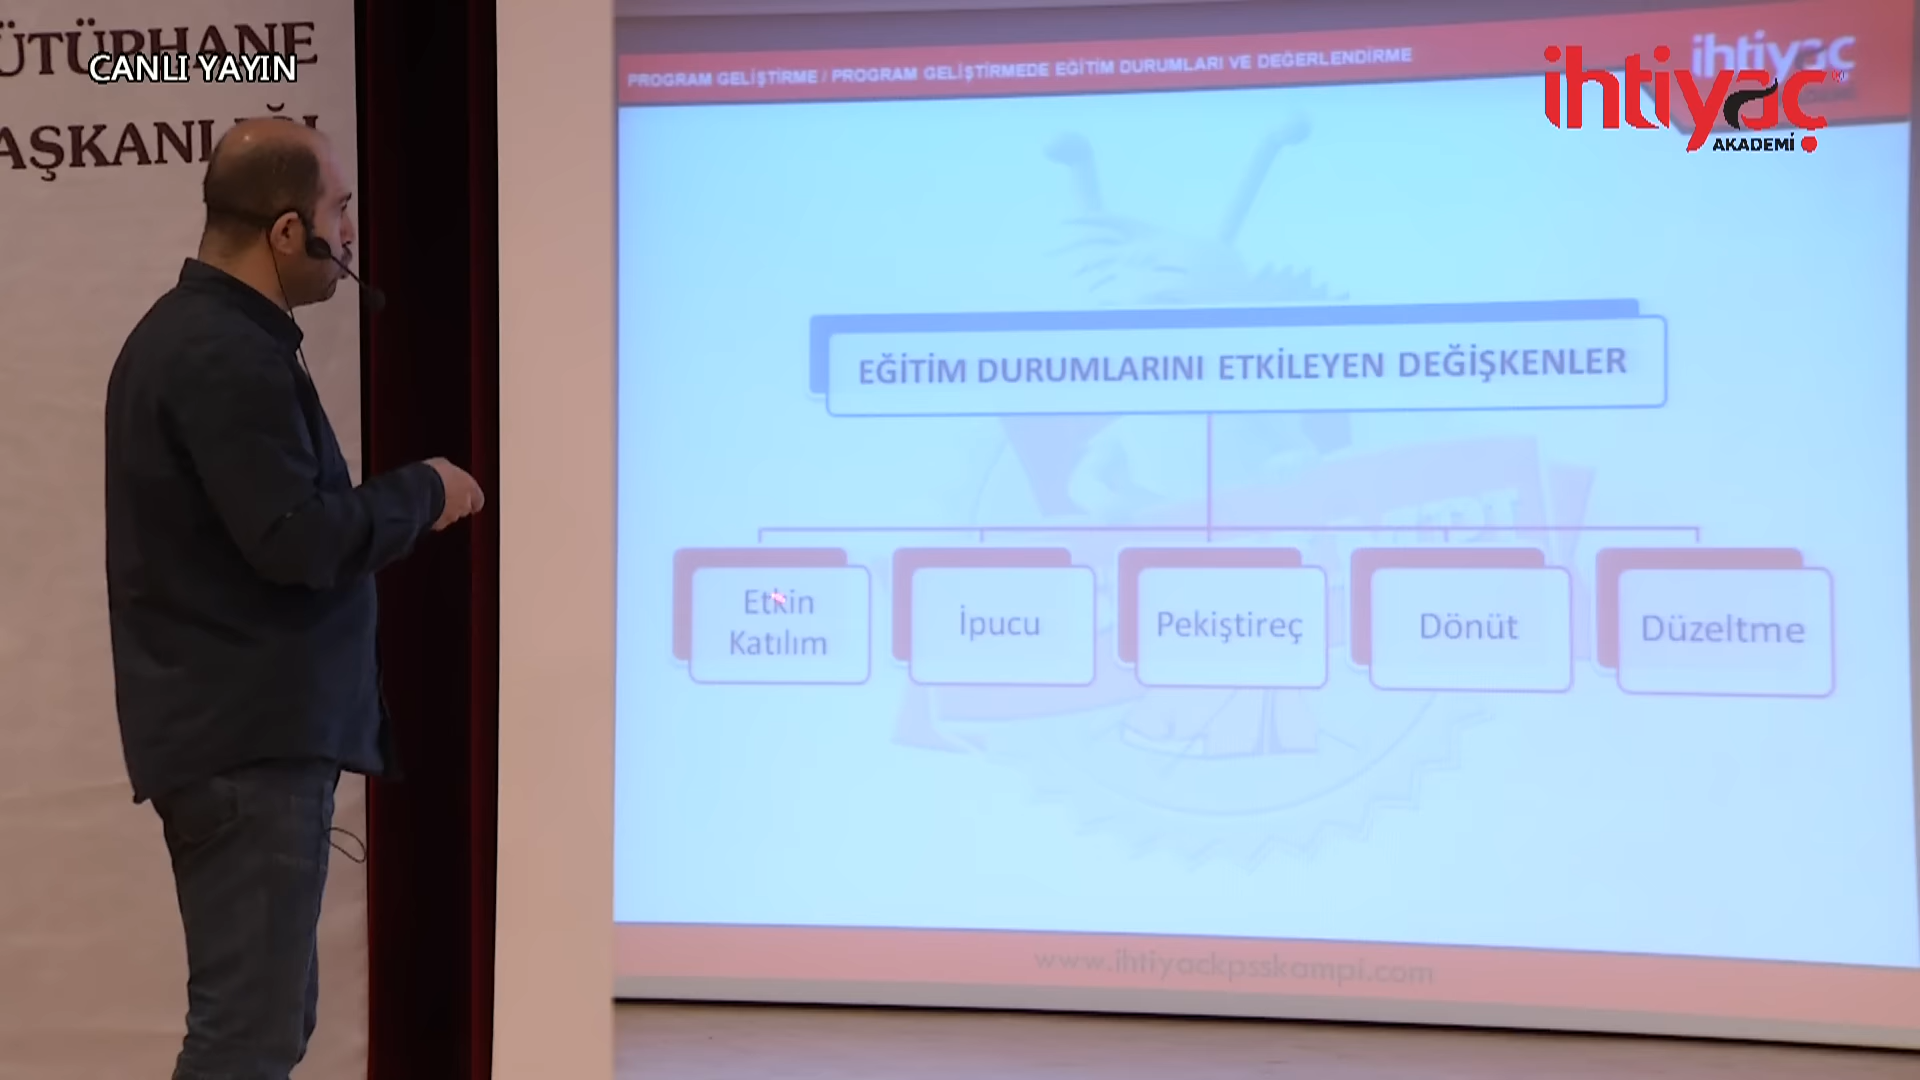 ÜTÜPHANE
CANLI YAYIN
AŞKANLIĞI
PROGRAM GELİŞTİRME / PROGRAM GELİŞTİRMEDE EĞİTİM DURUMLARI VE DEĞERLENDİRME
ihtiyaç
ihtiyaç
AKADEMİ
EĞİTİM DURUMLARINI ETKİLEYEN DEĞİŞKENLER
Etkin
Katılım
İpucu
Pekiştireç
Dönüt
Düzeltme
www.ihtiyackpsskampi.com